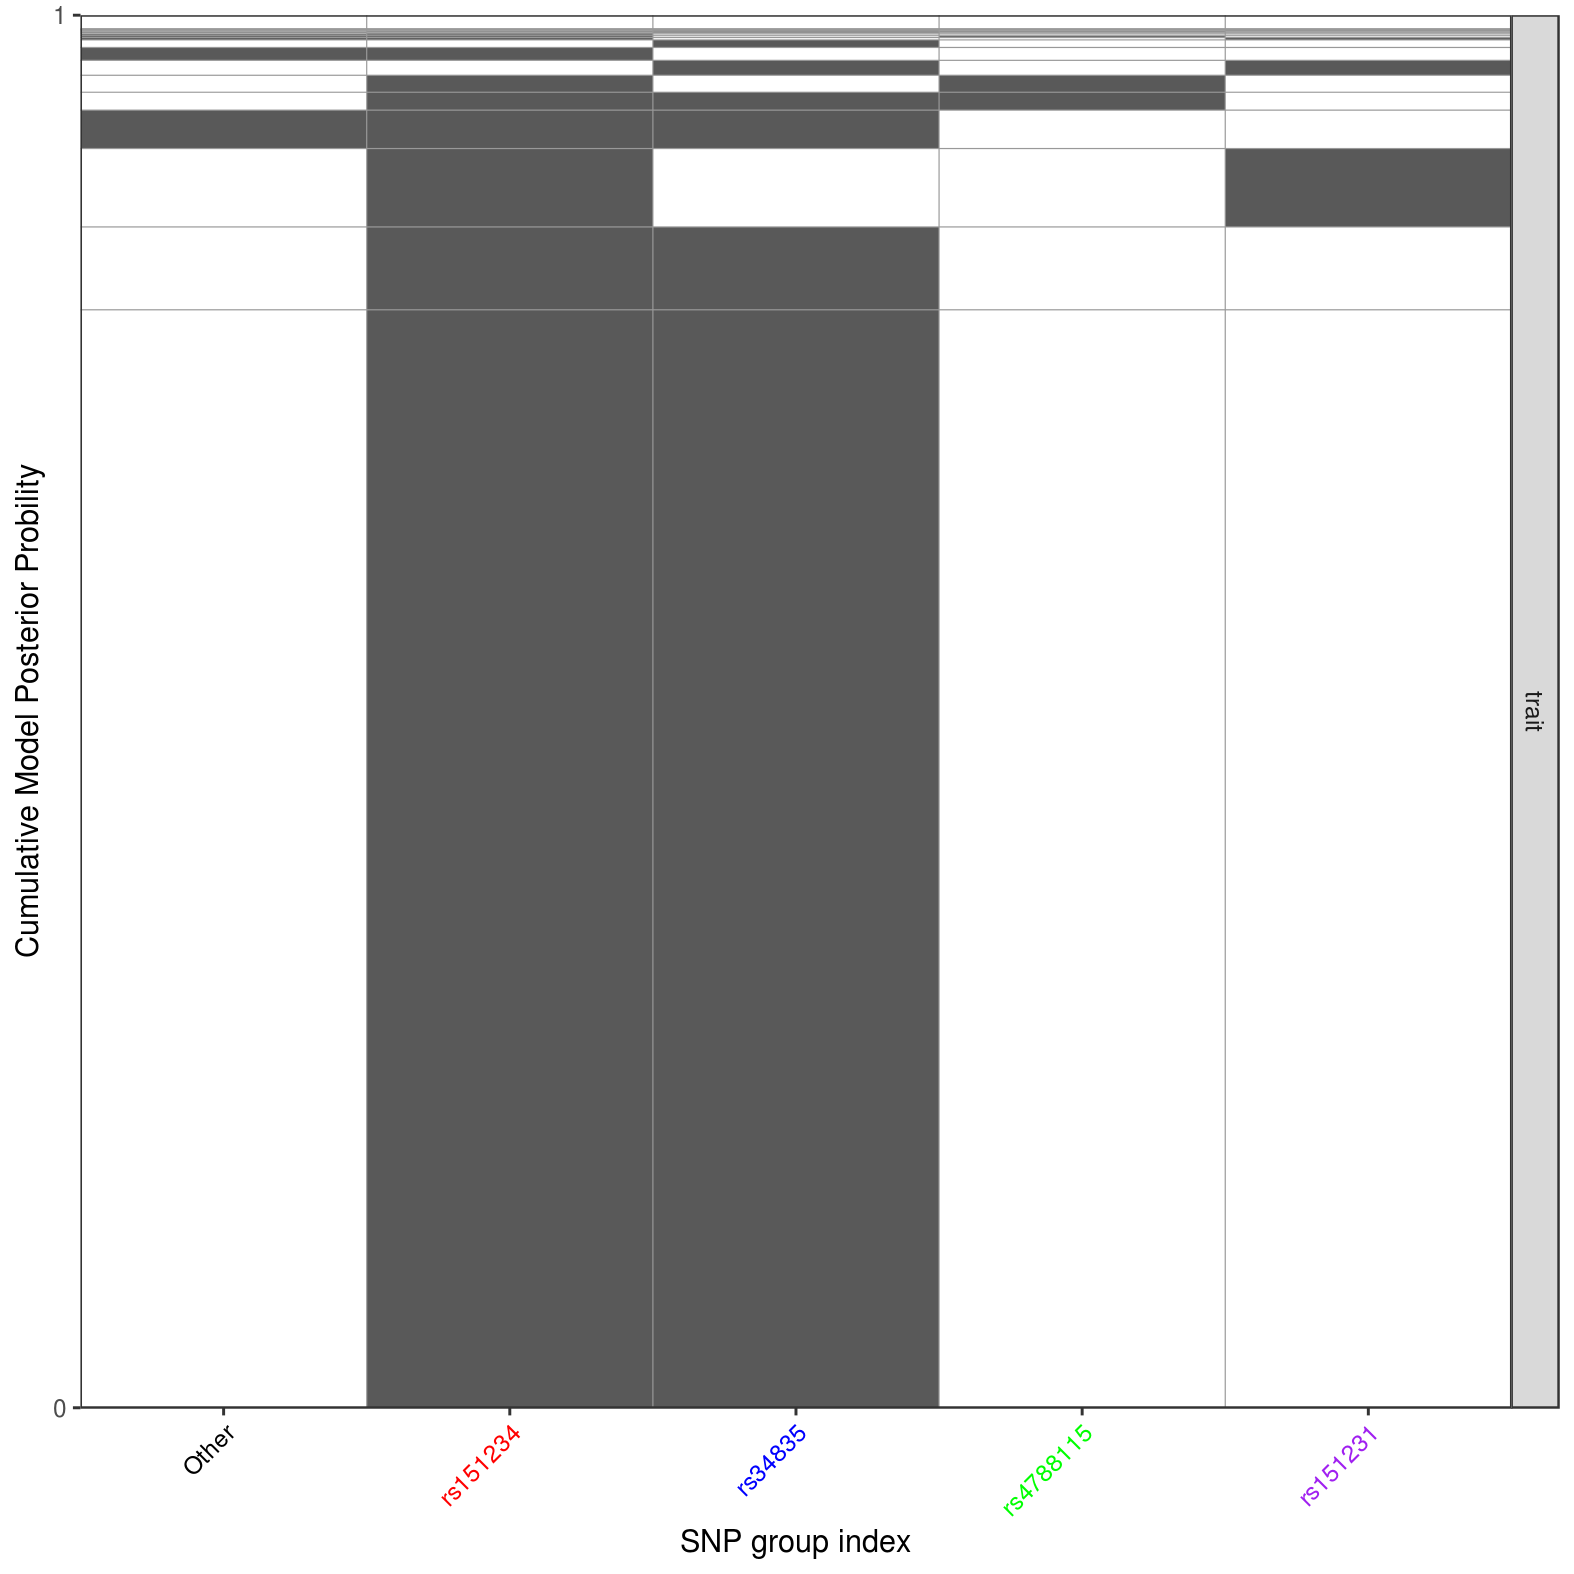 1
Cumulative Model Posterior Probility
trait
0
Other
rs151234
rs34835
rs4788115
rs151231
SNP group index